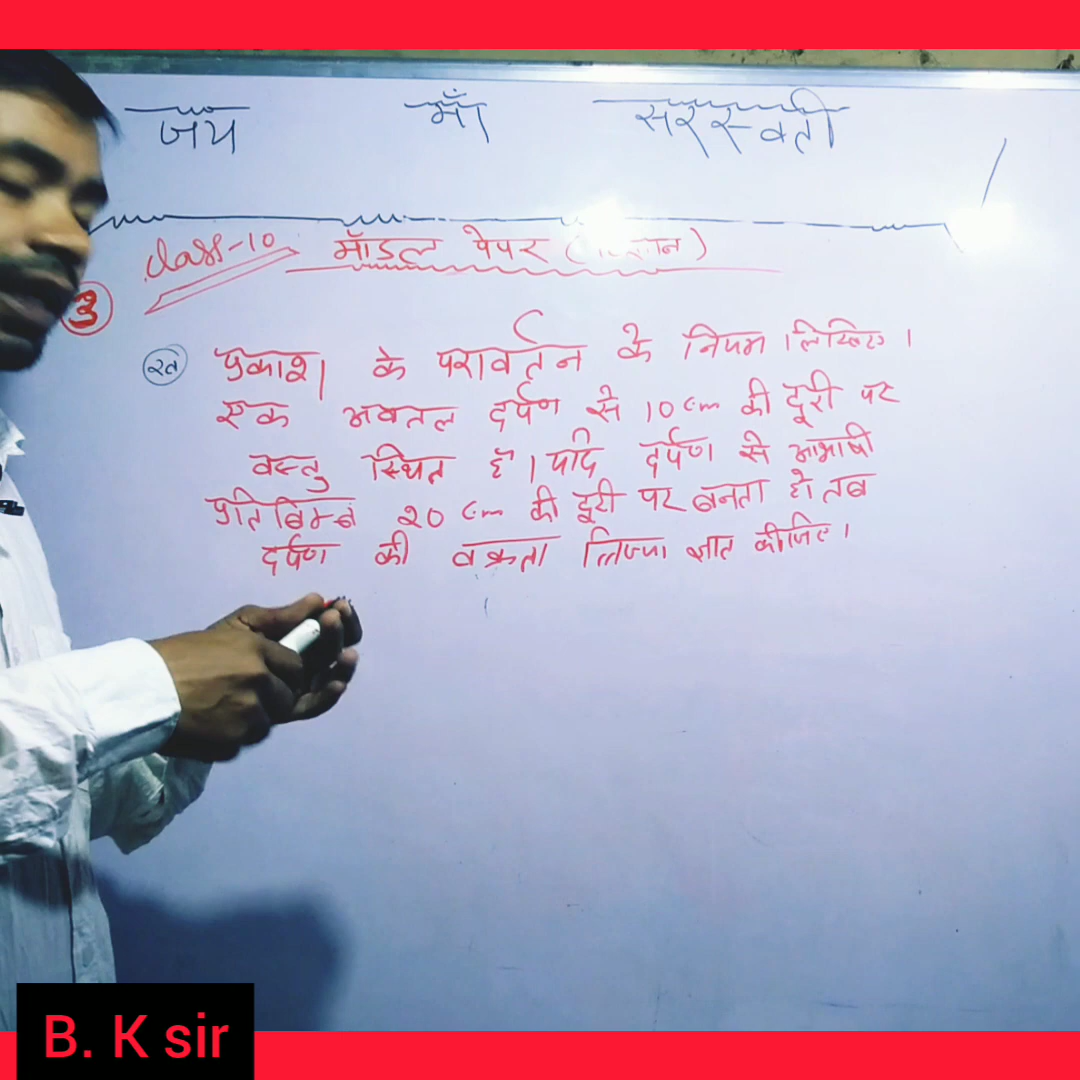 जय माँ सरस्वती
Class-10 मॉडल पेपर (विज्ञान)
3
ख प्रकाश के परावर्तन के नियम लिखिए।
एक अवतल दर्पण से 10 cm की दूरी पर
वस्तु स्थित है। यदि दर्पण से आभाषी
प्रतिबिम्ब 20 cm की दूरी पर बनता हो तब
दर्पण की वक्रता त्रिज्या ज्ञात कीजिए।
B. K sir